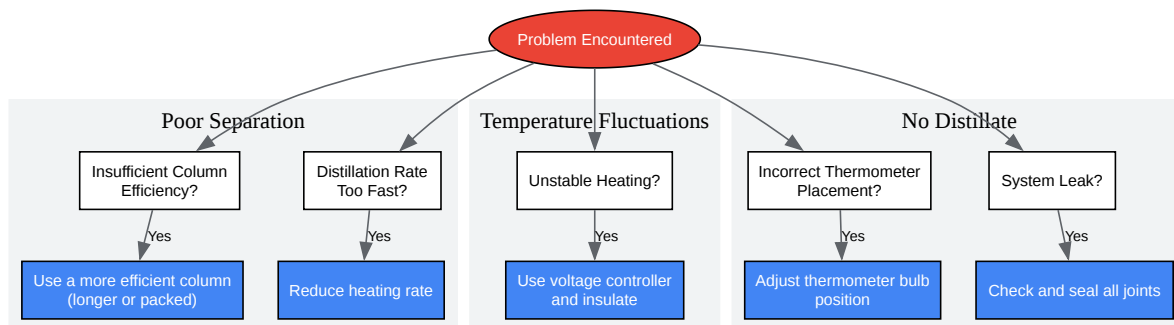 Problem Encountered
Poor Separation
Temperature Fluctuations
No Distillate
Insufficient Column
Efficiency?
Distillation Rate
Too Fast?
Unstable Heating?
Incorrect Thermometer
Placement?
System Leak?
Yes
Yes
Yes
Yes
Yes
Use a more efficient column
(longer or packed)
Reduce heating rate
Use voltage controller
and insulate
Adjust thermometer bulb
position
Check and seal all joints